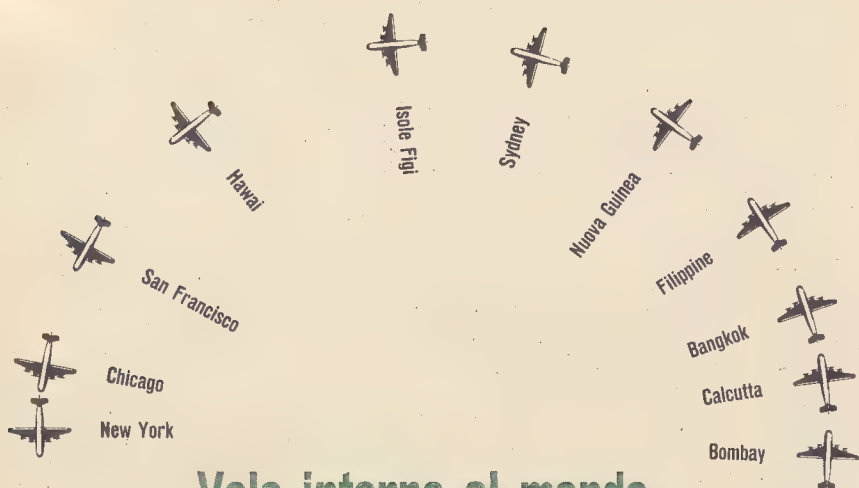 Isole Figi
Sydney
Hawai
Nuova Guinea
San Francisco
Filippine
Bangkok
Chicago
Calcutta
New York
Bombay
Volo intorno al mondo